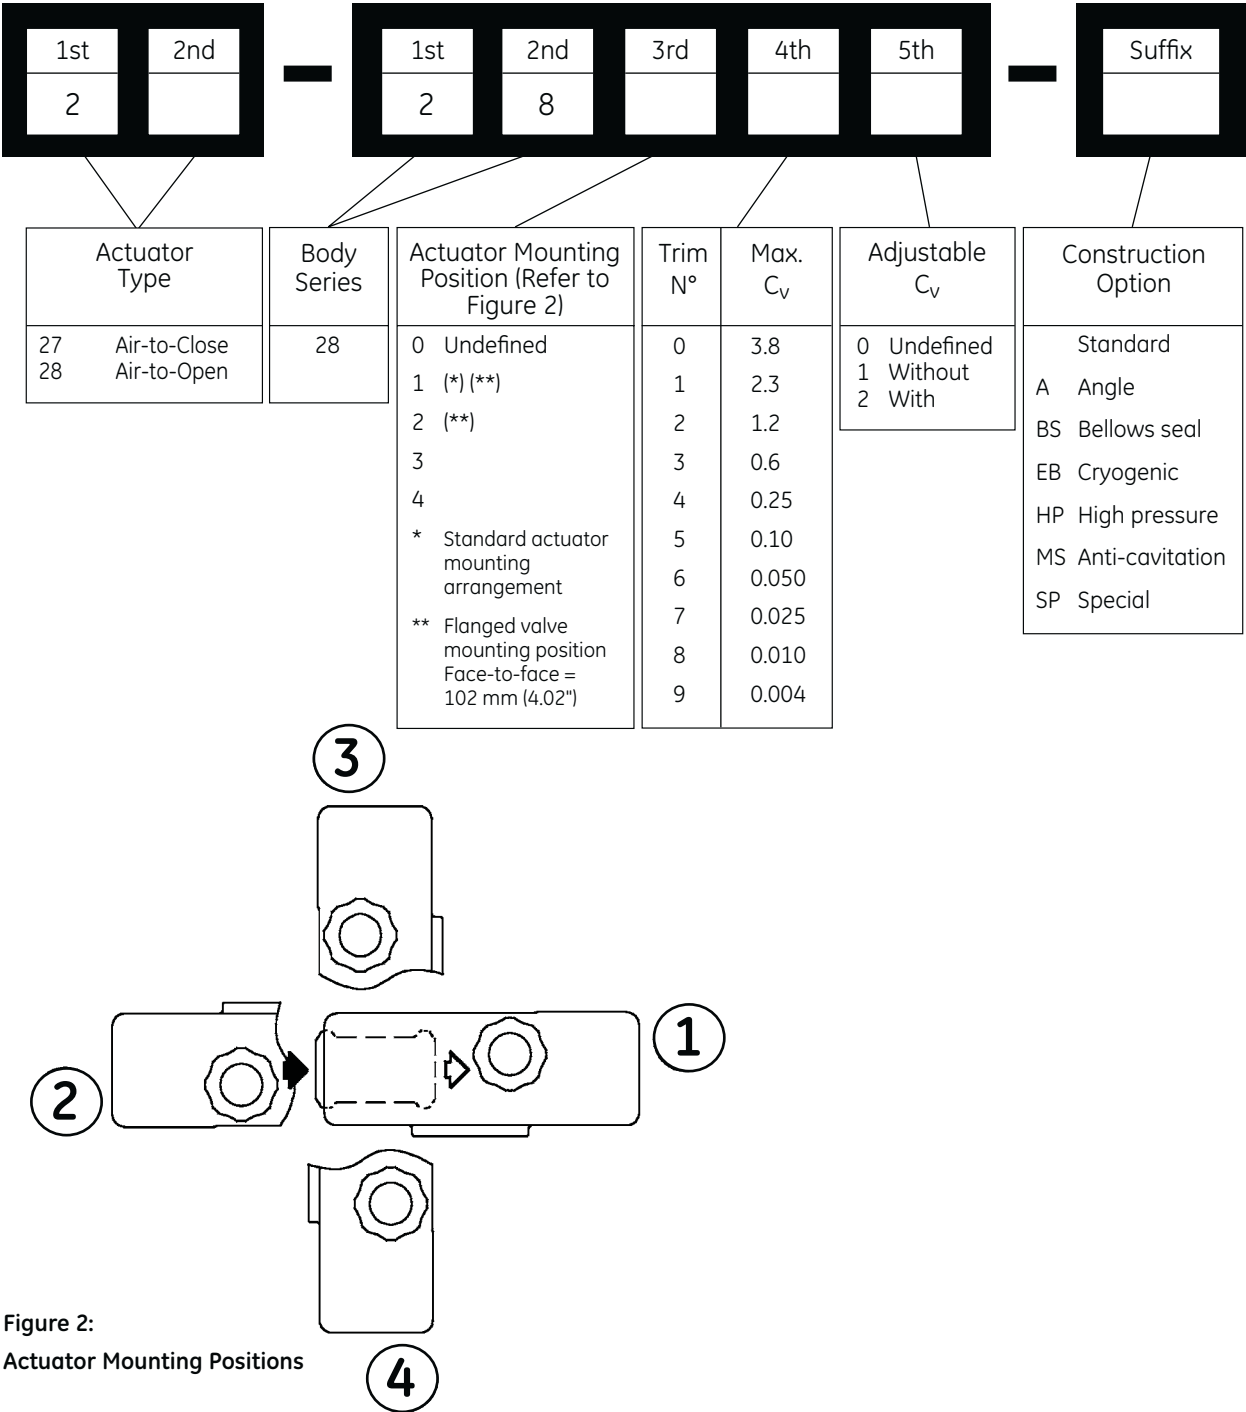 1st 2nd 1st 2nd 3rd 4th 5th Suffix
2 2 8
Actuator
Type
27 Air-to-Close
28 Air-to-Open
Body
Series
28
Actuator Mounting
Position (Refer to
Figure 2)
0 Undefined
1 (*) (**)
2 (**)
3
4
* Standard actuator
mounting
arrangement
** Flanged valve
mounting position
Face-to-face =
102 mm (4.02")
Trim Max.
N° Cv
0 3.8
1 2.3
2 1.2
3 0.6
4 0.25
5 0.10
6 0.050
7 0.025
8 0.010
9 0.004
Adjustable
Cv
0 Undefined
1 Without
2 With
Construction
Option
Standard
A Angle
BS Bellows seal
EB Cryogenic
HP High pressure
MS Anti-cavitation
SP Special
3
1
2
4
Figure 2:
Actuator Mounting Positions